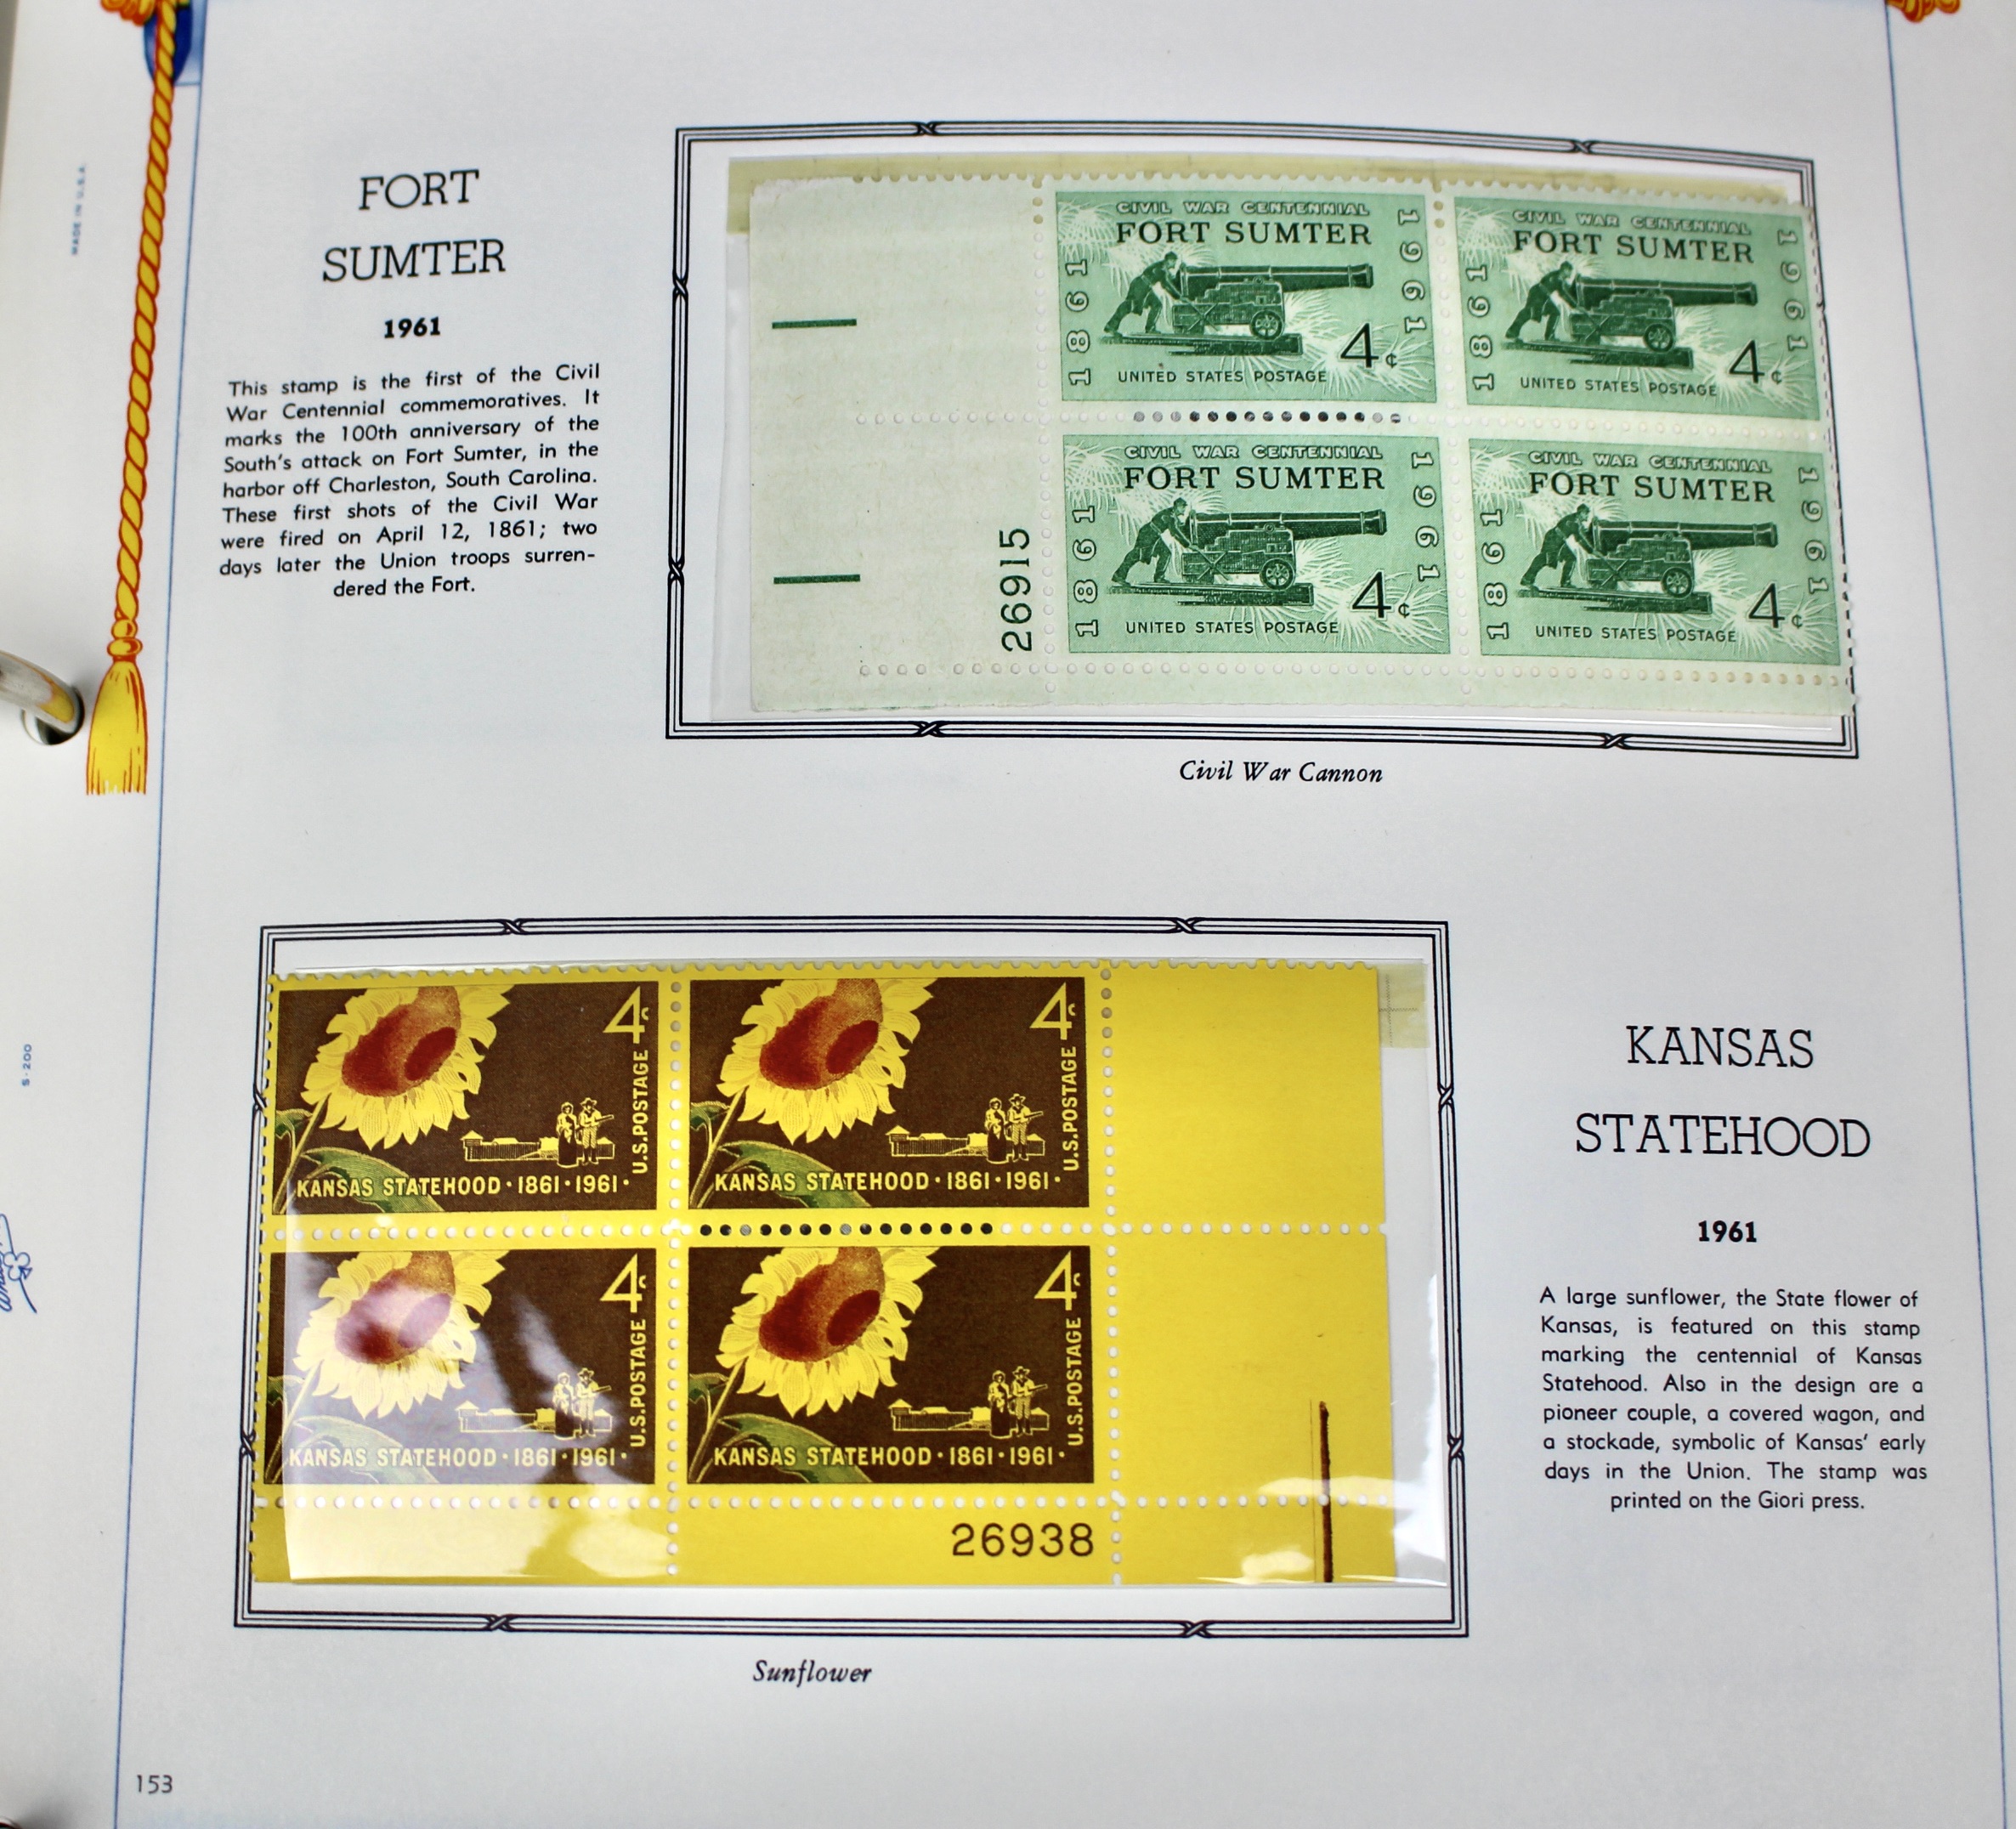 MADE IN U.S.A.
FORT
SUMTER
1961
This stamp is the first of the Civil
War Centennial commemoratives. It
marks the 100th anniversary of the
South's attack on Fort Sumter, in the
harbor off Charleston, South Carolina.
These first shots of the Civil War
were fired on April 12, 1861; two
days later the Union troops surren-
dered the Fort.
26915
CIVIL WAR CENTENNIAL
FORT SUMTER
1861
1961
4¢
UNITED STATES POSTAGE
CIVIL WAR CENTENNIAL
FORT SUMTER
1861
1961
4¢
UNITED STATES POSTAGE
CIVIL WAR CENTENNIAL
FORT SUMTER
1861
1961
4¢
UNITED STATES POSTAGE
CIVIL WAR CENTENNIAL
FORT SUMTER
1861
1961
4¢
UNITED STATES POSTAGE
Civil War Cannon
4c
U.S.POSTAGE
KANSAS STATEHOOD · 1861 · 1961 ·
4c
U.S.POSTAGE
KANSAS STATEHOOD · 1861 · 1961 ·
4c
U.S.POSTAGE
KANSAS STATEHOOD · 1861 · 1961 ·
4c
U.S.POSTAGE
KANSAS STATEHOOD · 1861 · 1961 ·
26938
Sunflower
KANSAS
STATEHOOD
1961
A large sunflower, the State flower of
Kansas, is featured on this stamp
marking the centennial of Kansas
Statehood. Also in the design are a
pioneer couple, a covered wagon, and
a stockade, symbolic of Kansas' early
days in the Union. The stamp was
printed on the Giori press.
S-200
153